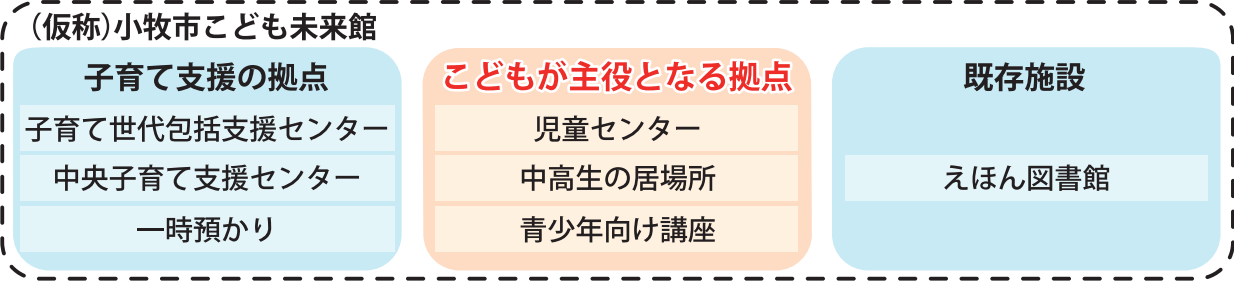 （仮称）小牧市こども未来館
子育て支援の拠点
子育て世代包括支援センター
中央子育て支援センター
一時預かり
こどもが主役となる拠点
児童センター
中高生の居場所
青少年向け講座
既存施設
えほん図書館